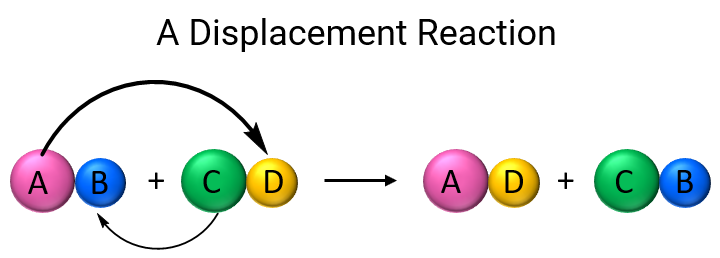 A Displacement Reaction
A B + C D A D + C B